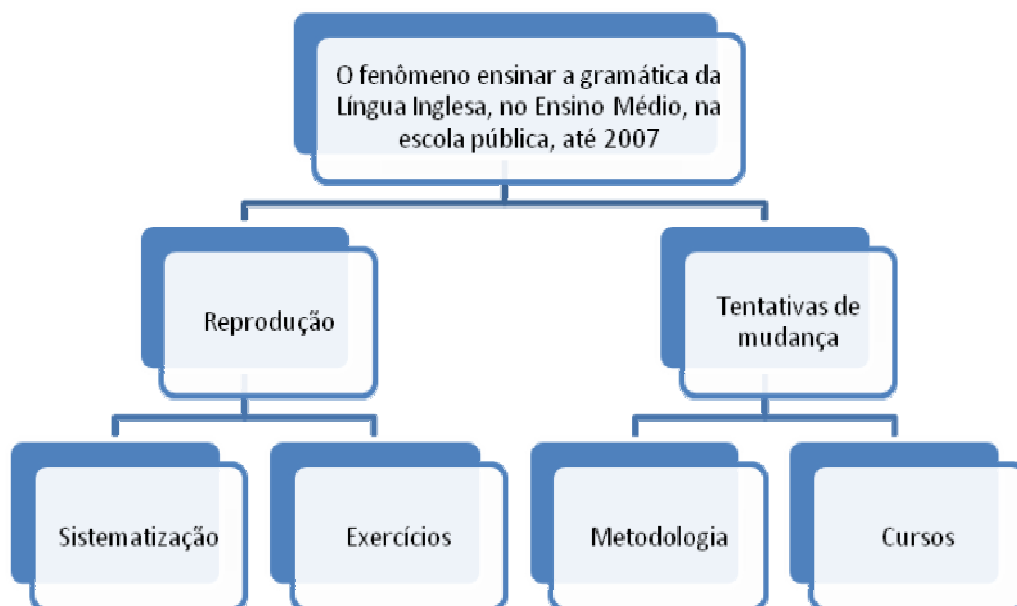 O fenômeno ensinar a gramática da
Língua Inglesa, no Ensino Médio, na
escola pública, até 2007
Reprodução
Tentativas de
mudança
Sistematização
Exercícios
Metodologia
Cursos